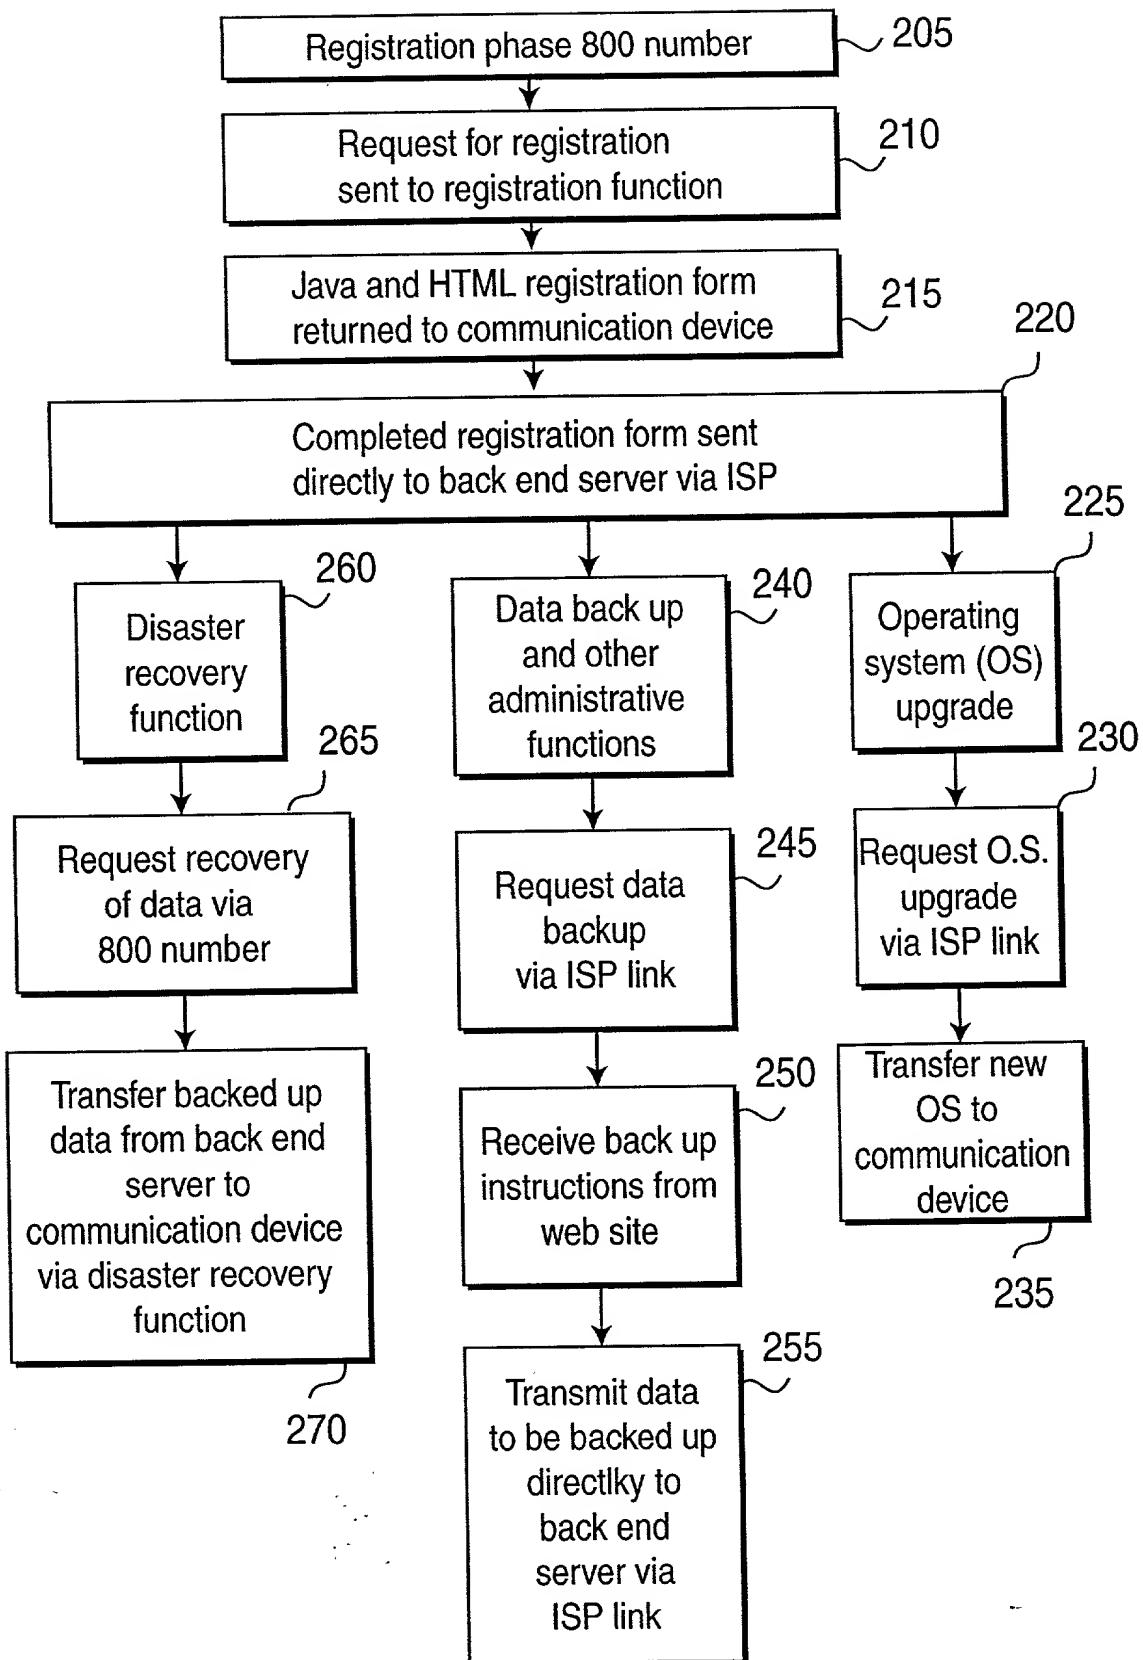 Registration phase 800 number
205
Request for registration
sent to registration function
210
Java and HTML registration form
returned to communication device
215
220
Completed registration form sent
directly to back end server via ISP
260
Disaster
recovery
function
265
Request recovery
of data via
800 number
Transfer backed up
data from back end
server to
communication device
via disaster recovery
function
270
240
Data back up
and other
administrative
functions
245
Request data
backup
via ISP link
250
Receive back up
instructions from
web site
255
Transmit data
to be backed up
directlky to
back end
server via
ISP link
225
Operating
system (OS)
upgrade
230
Request O.S.
upgrade
via ISP link
Transfer new
OS to
communication
device
235